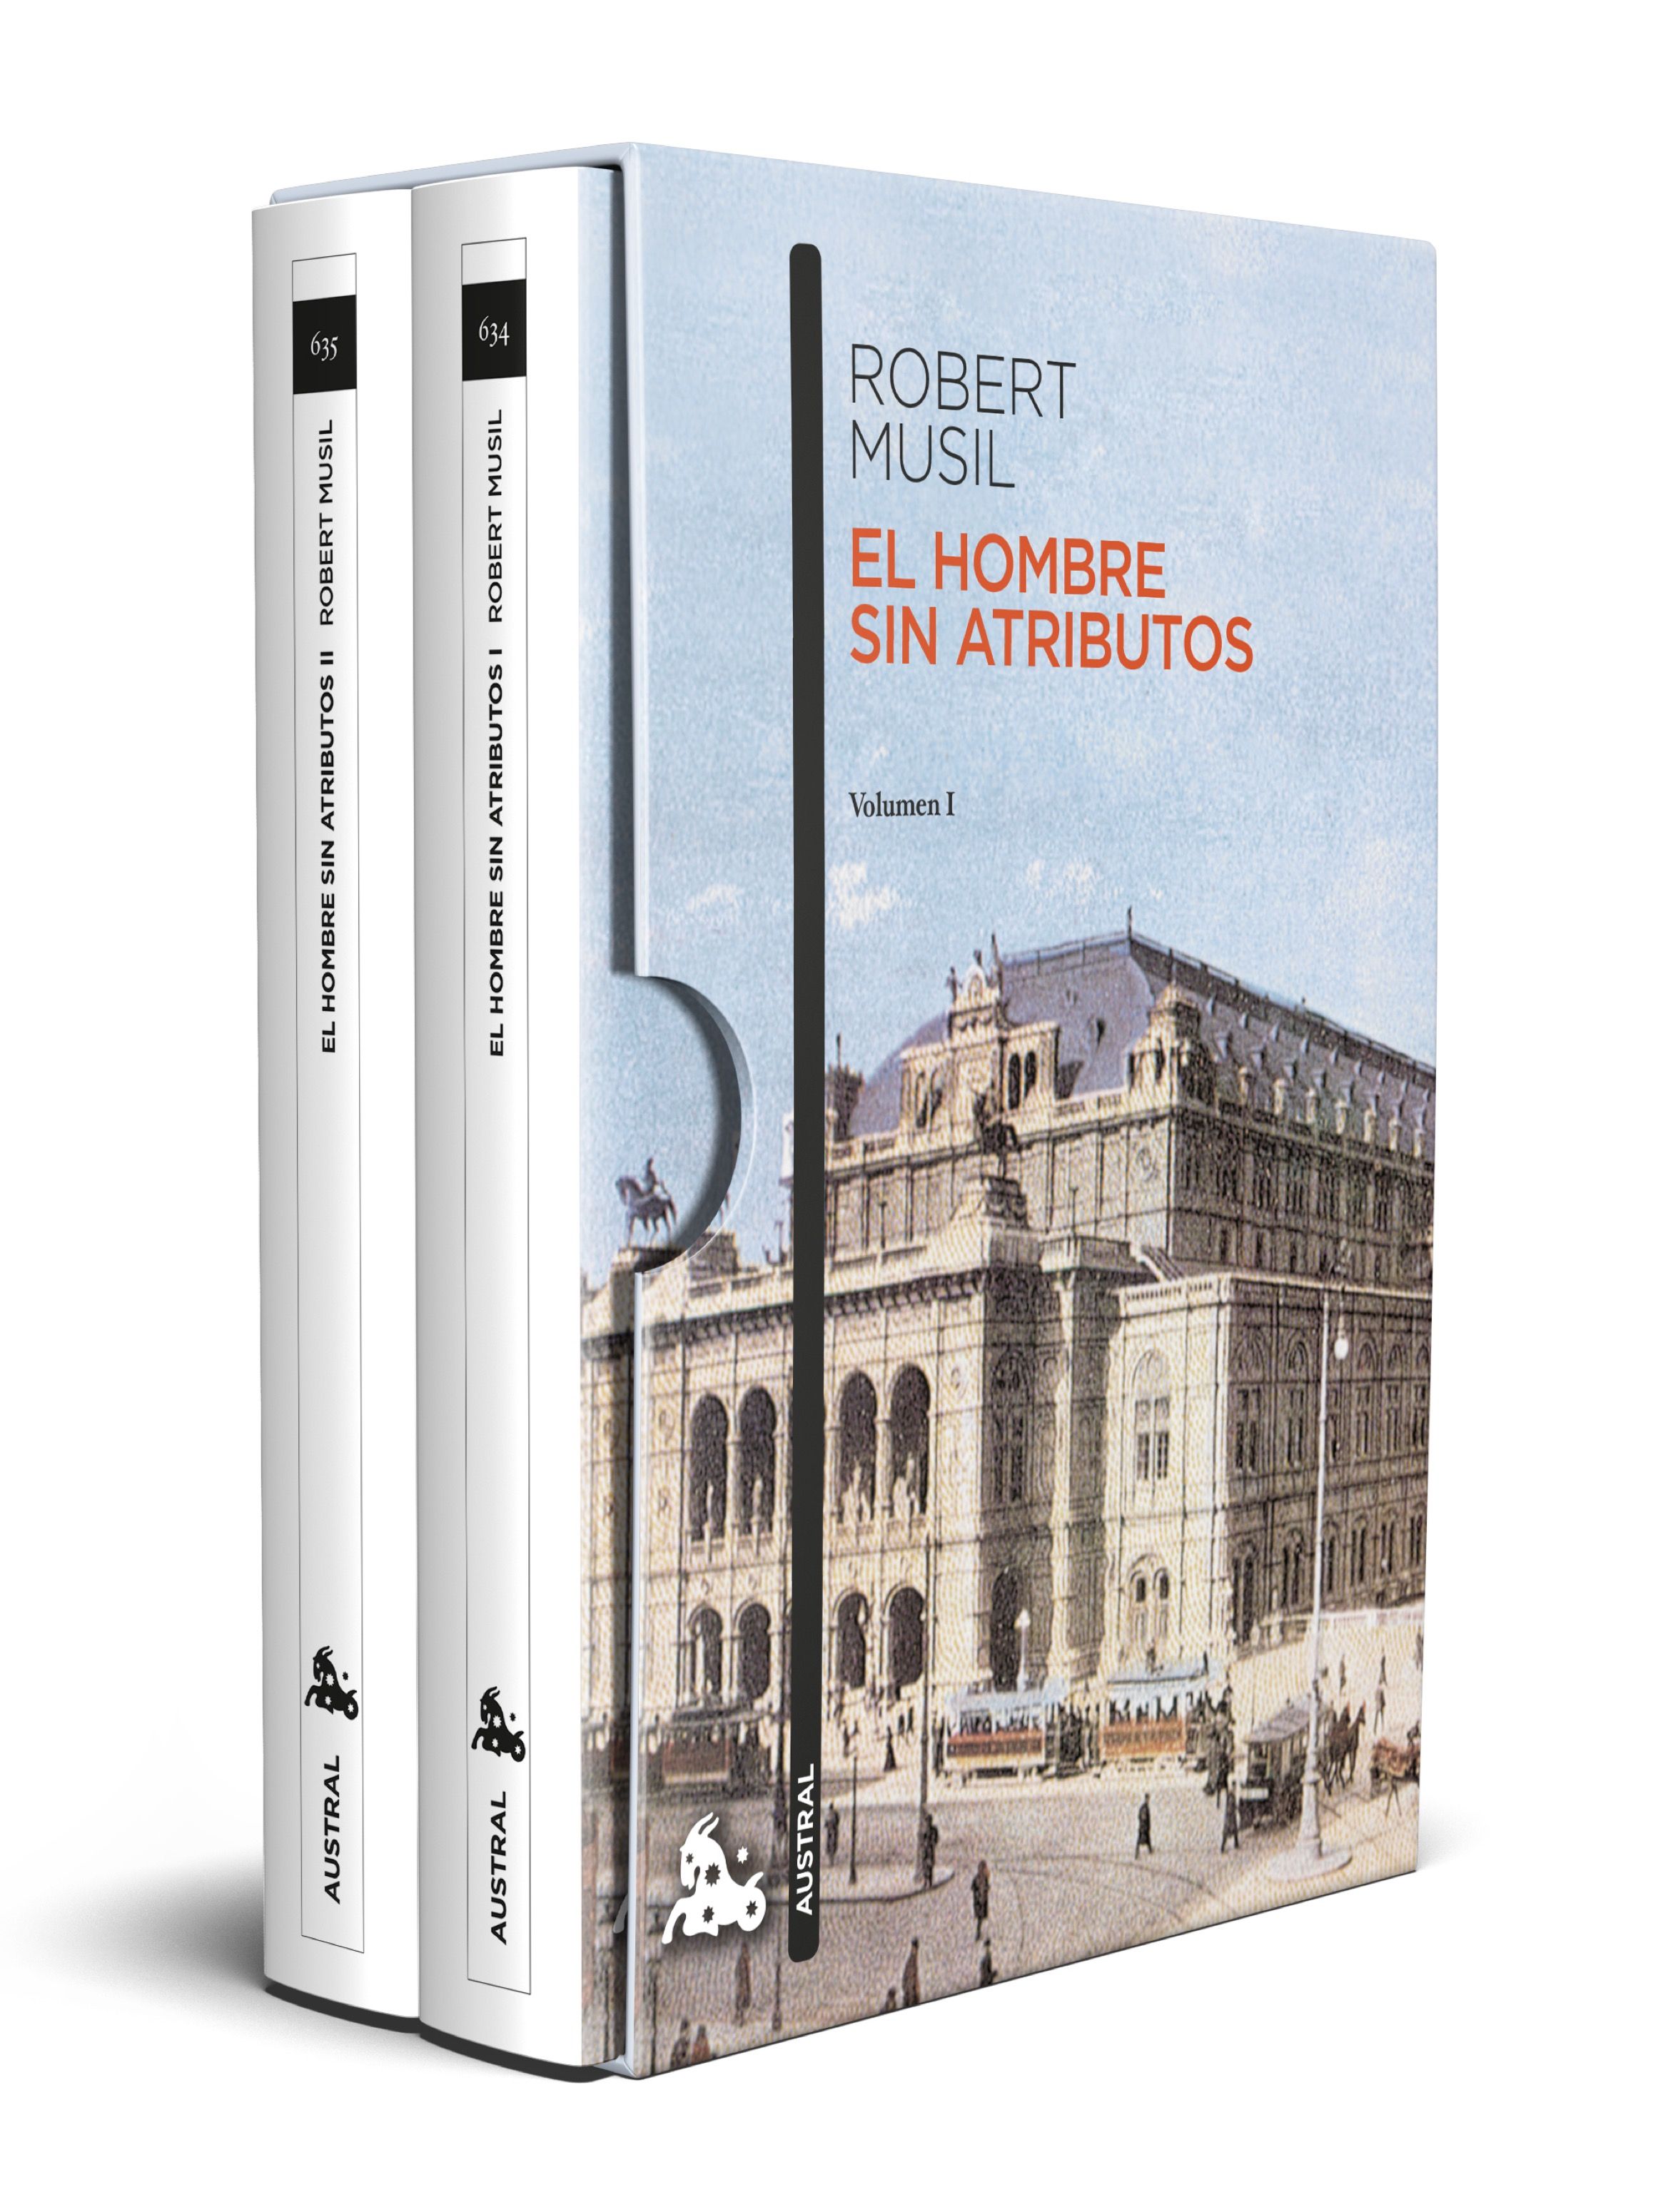 635
EL HOMBRE SIN ATRIBUTOS II ROBERT MUSIL
AUSTRAL
634
EL HOMBRE SIN ATRIBUTOS I ROBERT MUSIL
AUSTRAL
ROBERT
MUSIL
EL HOMBRE
SIN ATRIBUTOS
Volumen I
AUSTRAL